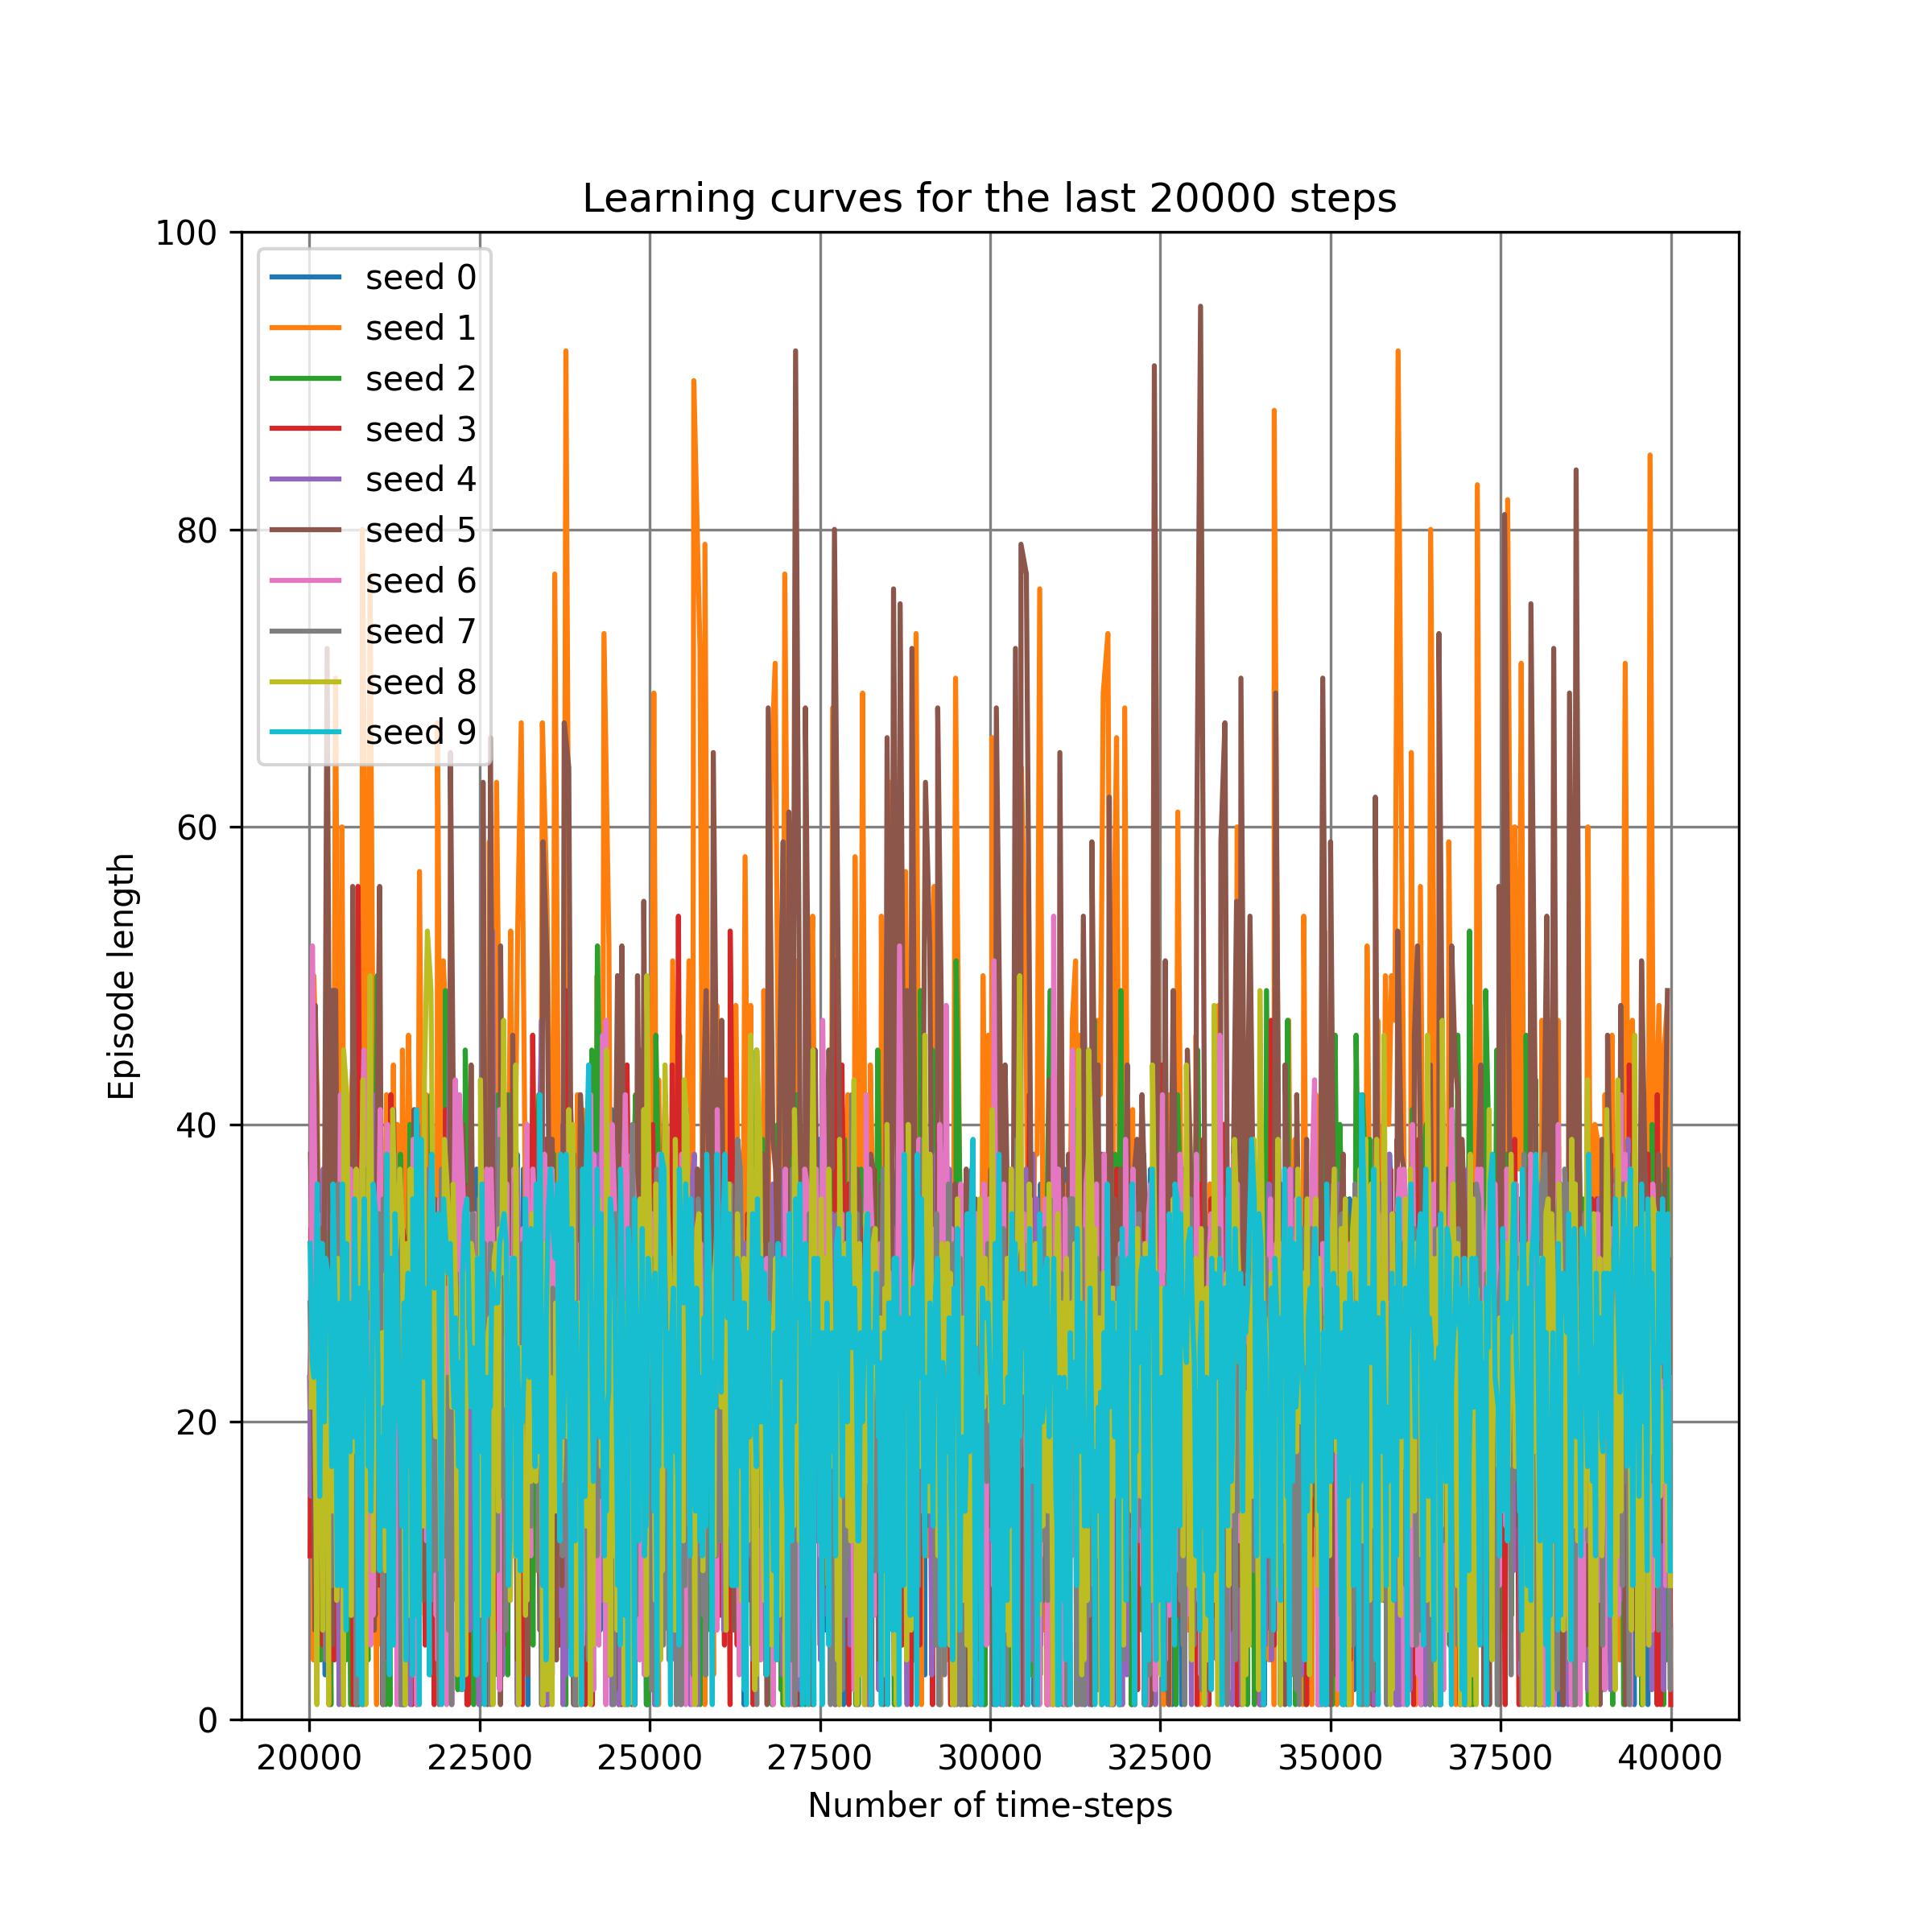 Learning curves for the last 20000 steps
100
80
60
40
20
0
Episode length
seed 0
seed 1
seed 2
seed 3
seed 4
seed 5
seed 6
seed 7
seed 8
seed 9
20000 22500 25000 27500 30000 32500 35000 37500 40000
Number of time-steps